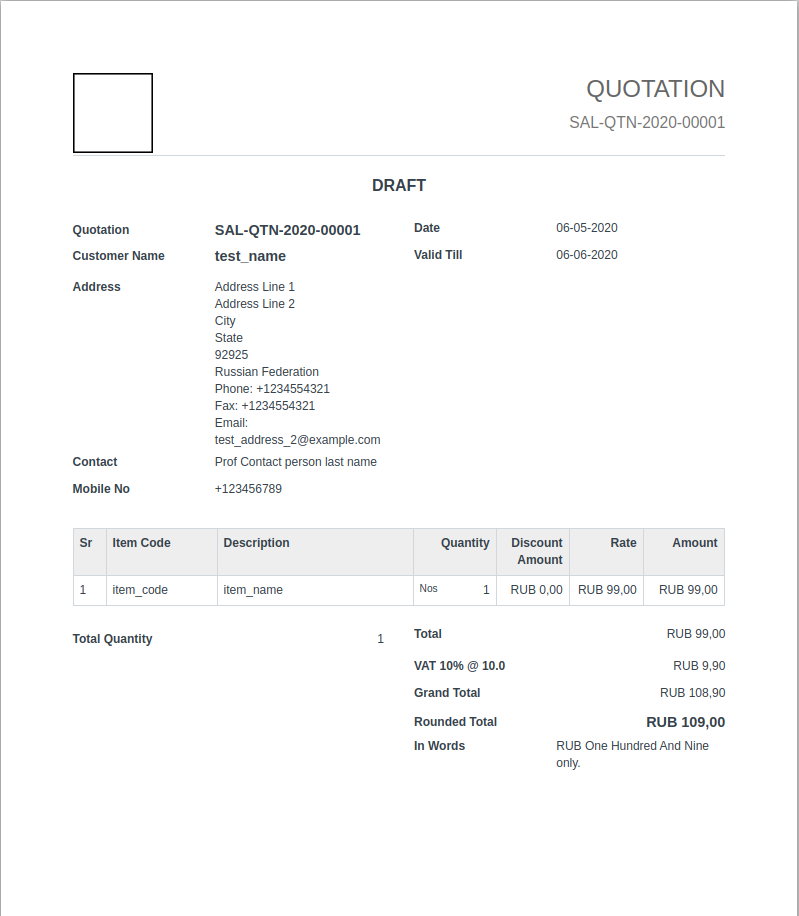 QUOTATION
SAL-QTN-2020-00001
DRAFT
Quotation SAL-QTN-2020-00001 Date 06-05-2020
Customer Name test_name Valid Till 06-06-2020
Address Address Line 1
Address Line 2
City
State
92925
Russian Federation
Phone: +1234554321
Fax: +1234554321
Email:
test_address_2@example.com
Contact Prof Contact person last name
Mobile No +123456789
Sr Item Code Description Quantity Discount Amount Rate Amount
1 item_code item_name Nos 1 RUB 0,00 RUB 99,00 RUB 99,00
Total Quantity 1
Total RUB 99,00
VAT 10% @ 10.0 RUB 9,90
Grand Total RUB 108,90
Rounded Total RUB 109,00
In Words RUB One Hundred And Nine
only.